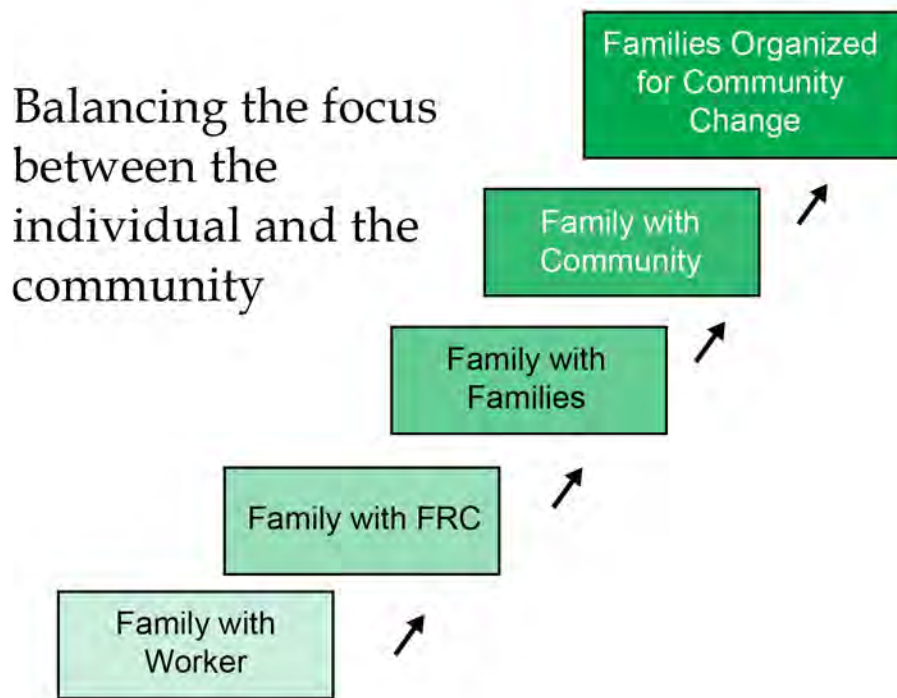 Balancing the focus
between the
individual and the
community
Families Organized
for Community
Change
Family with
Community
Family with
Families
Family with FRC
Family with
Worker